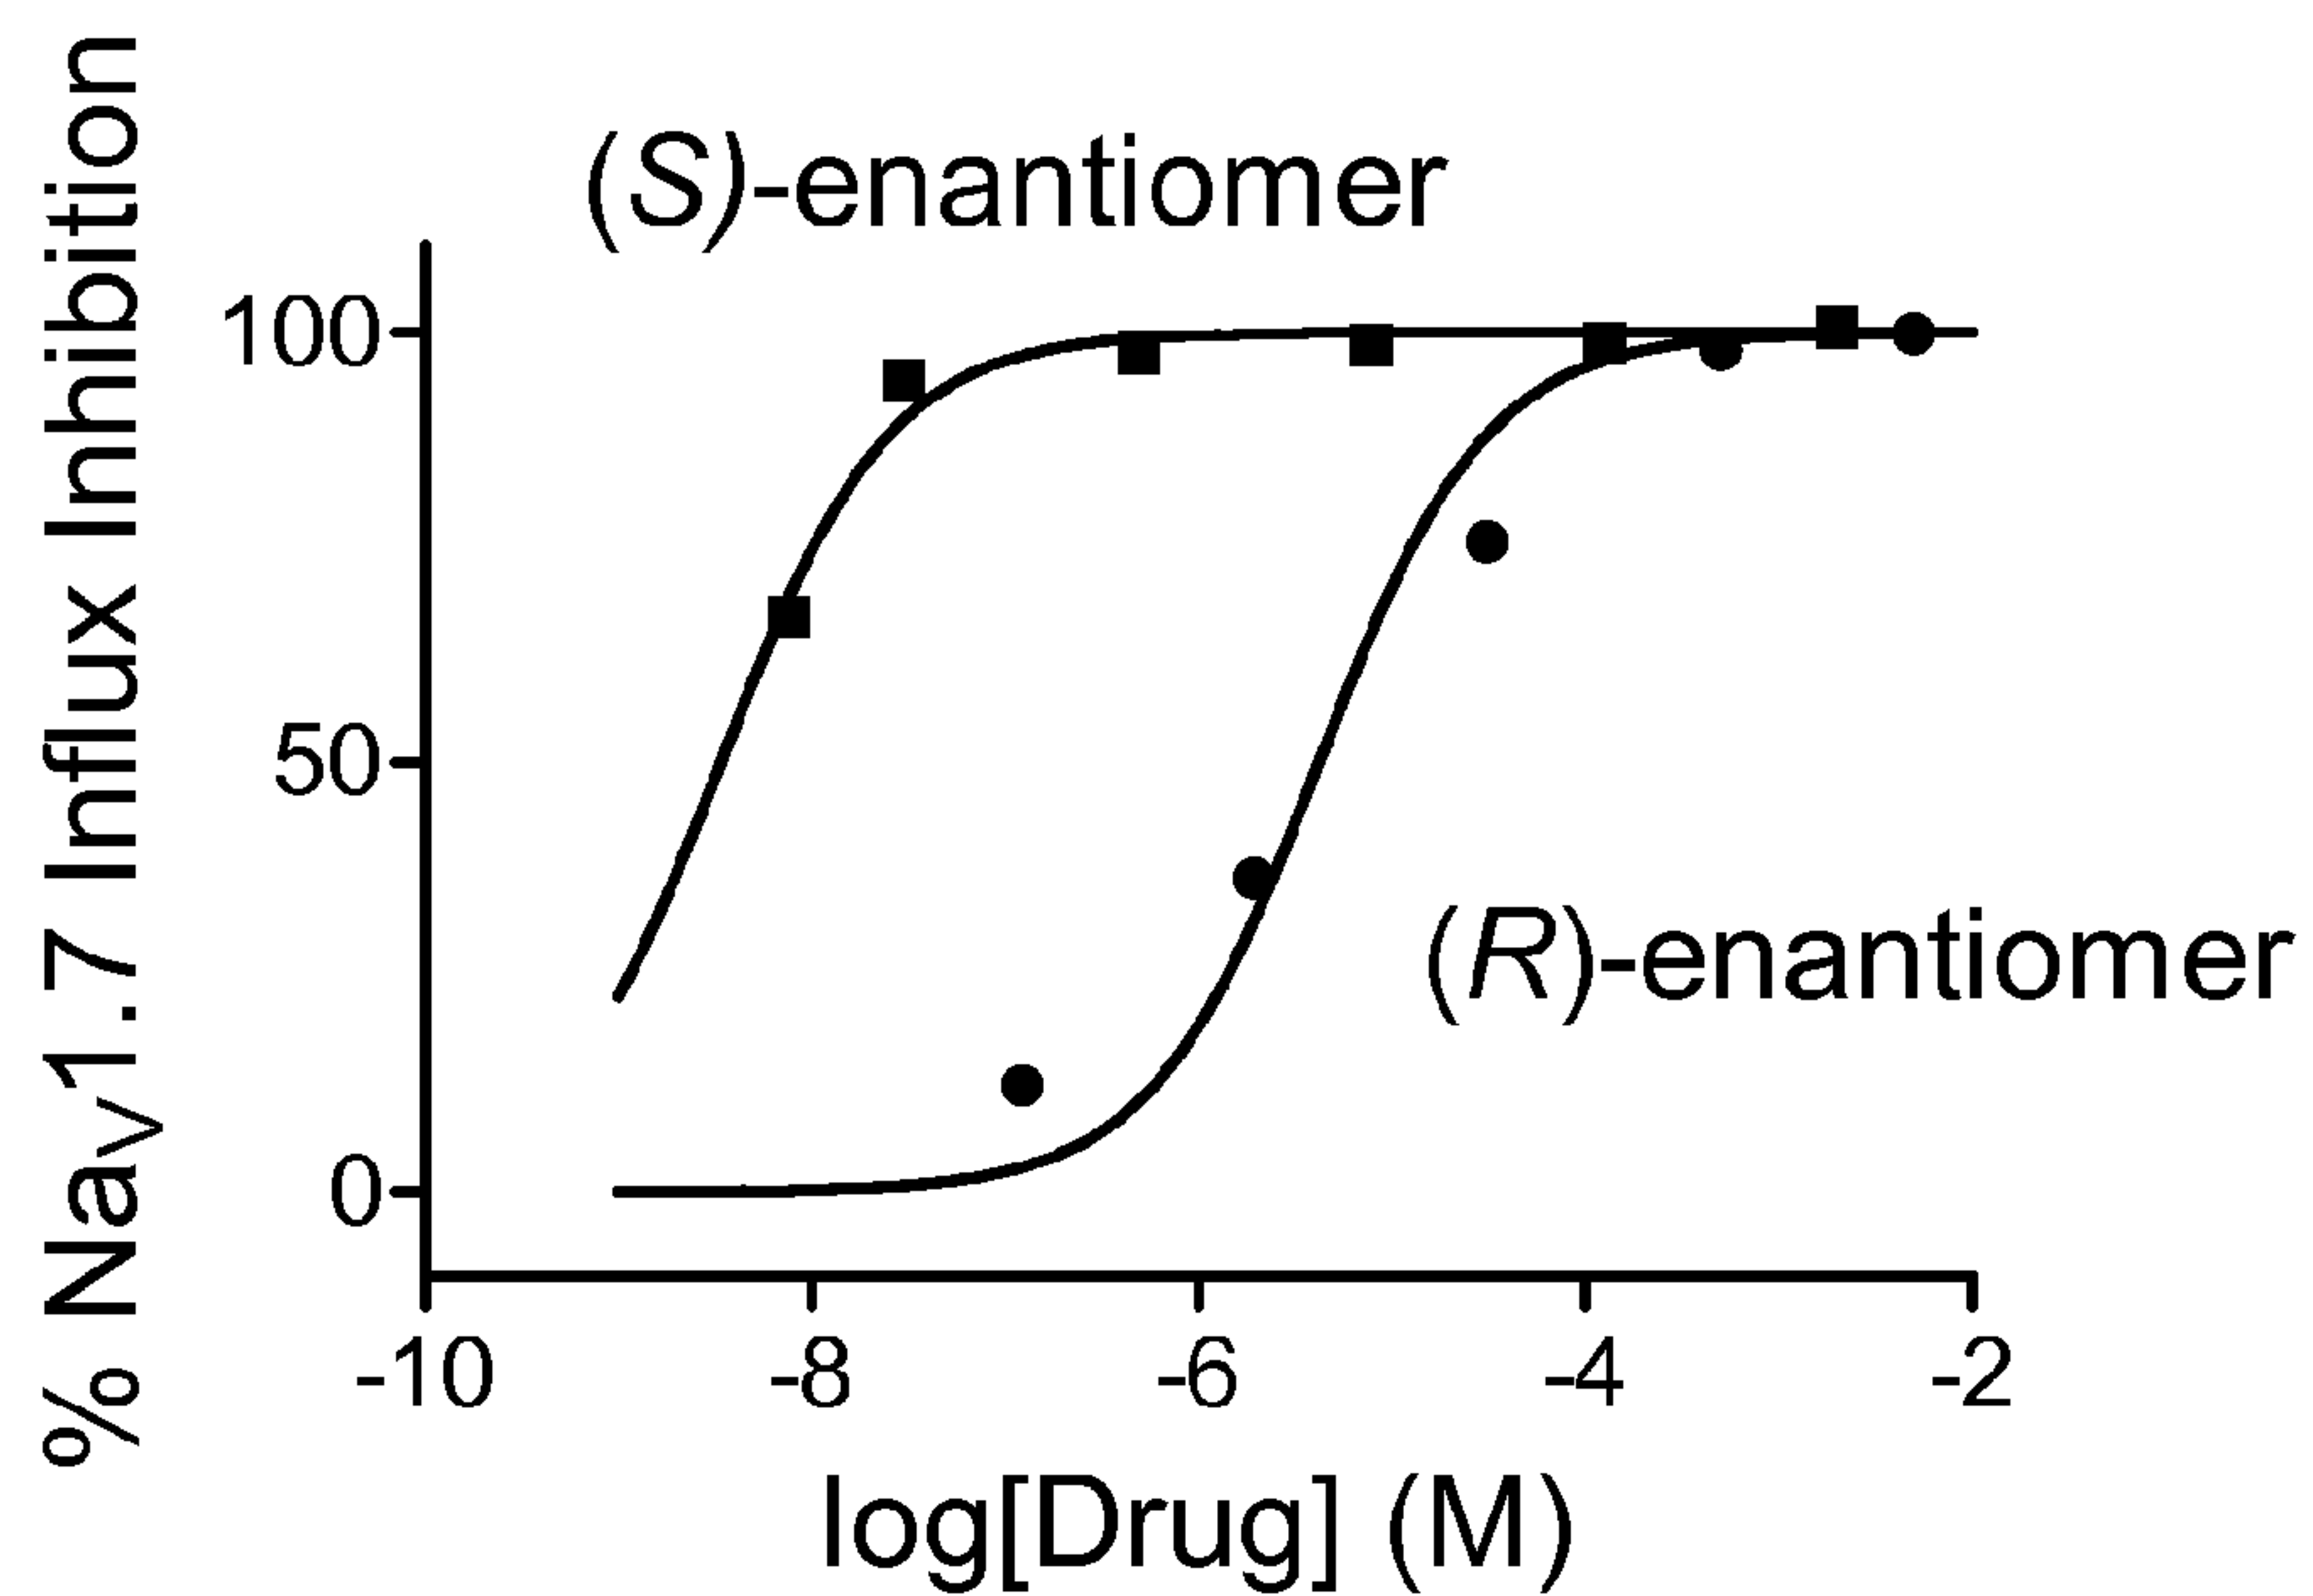 % Nav1.7 Influx Inhibition
(S)-enantiomer
100
50
0
(R)-enantiomer
-10 -8 -6 -4 -2
log[Drug] (M)